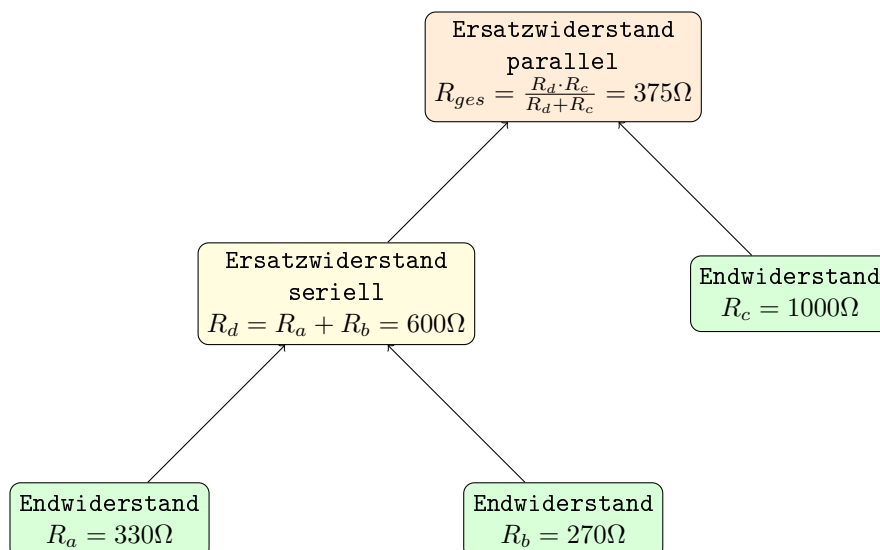 Ersatzwiderstand
parallel
$R_{ges} = \frac{R_d \cdot R_c}{R_d + R_c} = 375\Omega$
Ersatzwiderstand
seriell
$R_d = R_a + R_b = 600\Omega$
Endwiderstand
$R_c = 1000\Omega$
Endwiderstand
$R_a = 330\Omega$
Endwiderstand
$R_b = 270\Omega$